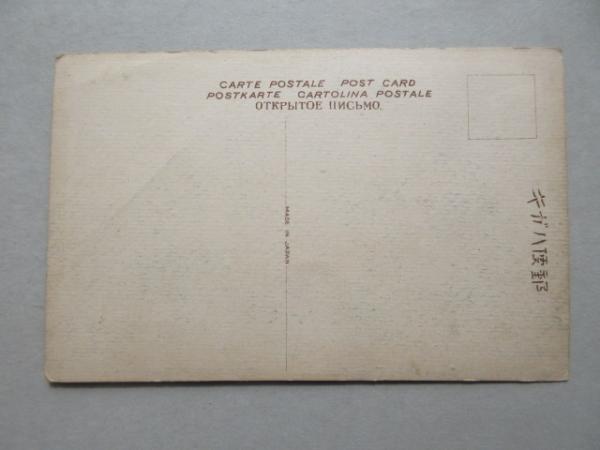 CARTE POSTALE POST CARD
POSTKARTE CARTOLINA POSTALE
ОТКРЫТОЕ ПИСЬМО.
MADE IN JAPAN
キガハ便郵